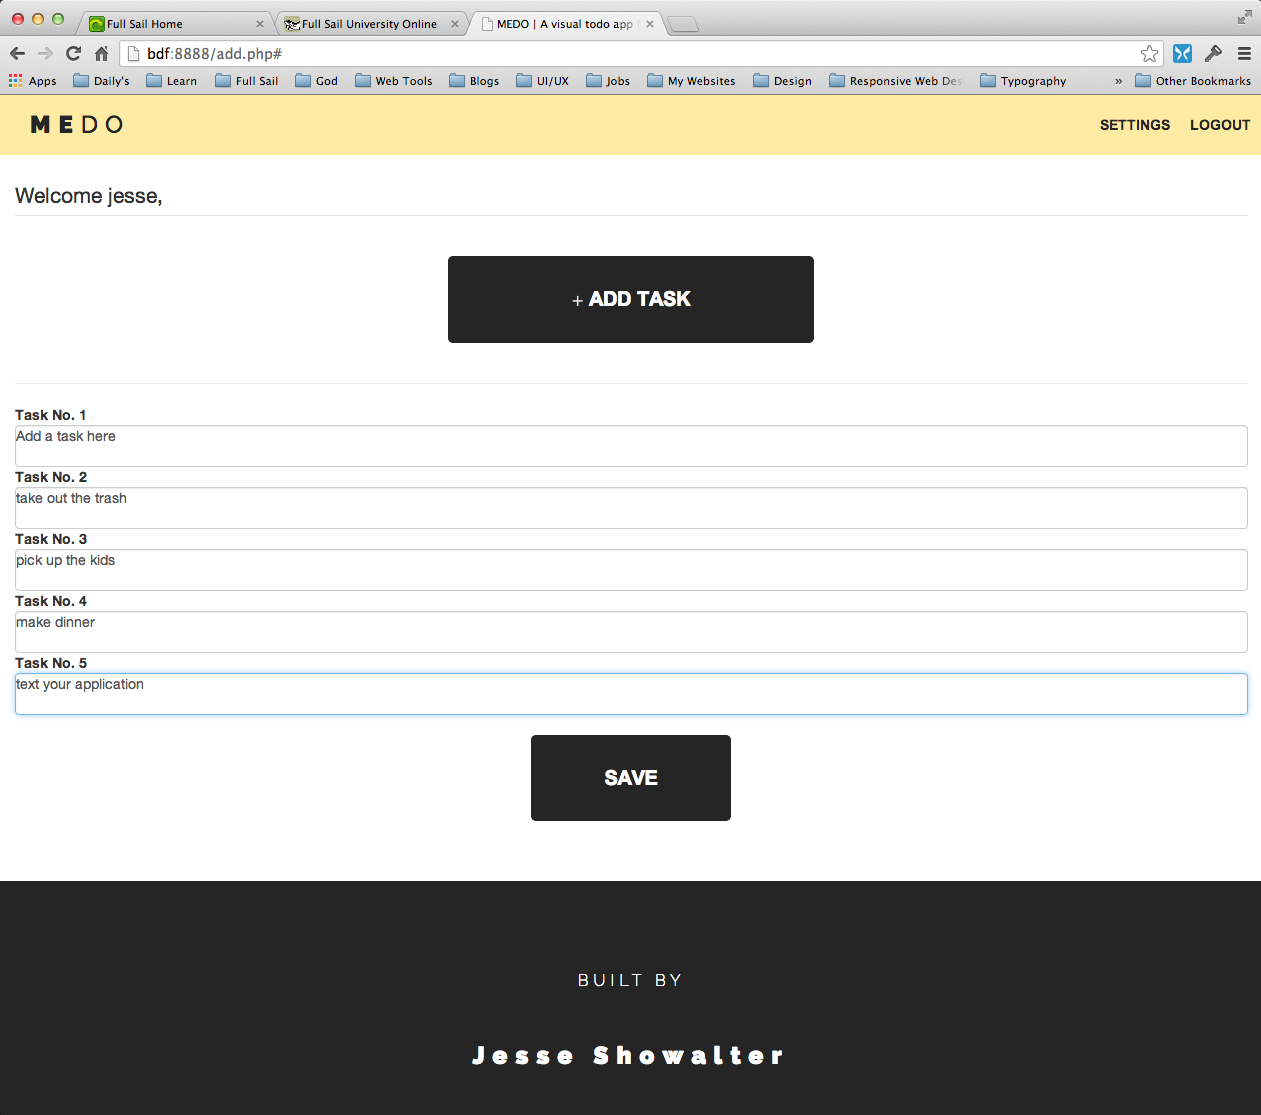 Full Sail Home
Full Sail University Online
MEDO | A visual todo app
bdf:8888/add.php#
Apps Daily's Learn Full Sail God Web Tools Blogs UI/UX Jobs My Websites Design Responsive Web Des Typography » Other Bookmarks
MEDO
SETTINGS LOGOUT
Welcome jesse,
+ ADD TASK
Task No. 1
Add a task here
Task No. 2
take out the trash
Task No. 3
pick up the kids
Task No. 4
make dinner
Task No. 5
text your application
SAVE
BUILT BY
Jesse Showalter